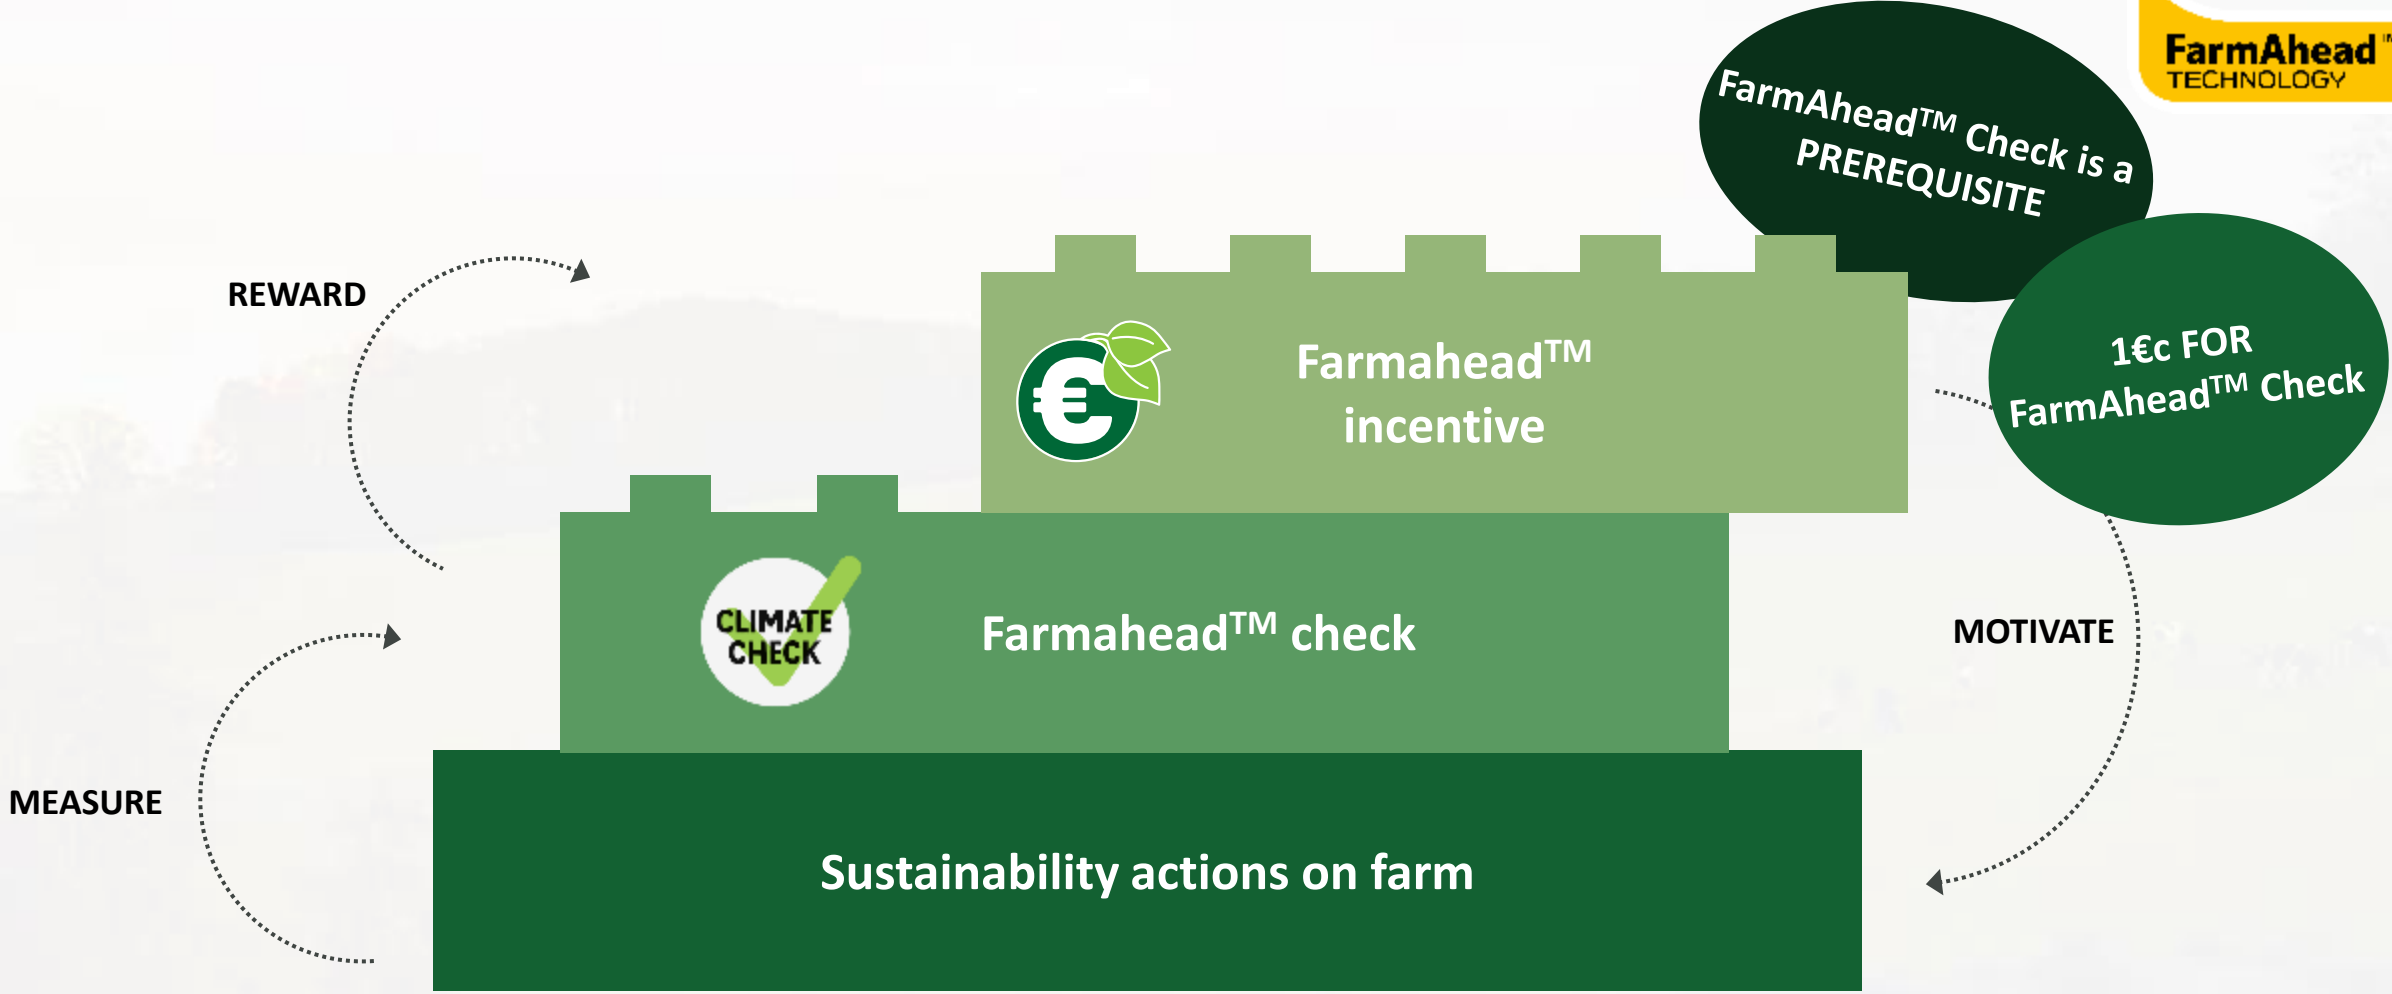 FarmAhead™
TECHNOLOGY
FarmAhead™ Check is a
PREREQUISITE
REWARD
1€c FOR
FarmAhead™ Check
Farmahead™
incentive
CLIMATE
CHECK
Farmahead™ check
MOTIVATE
MEASURE
Sustainability actions on farm